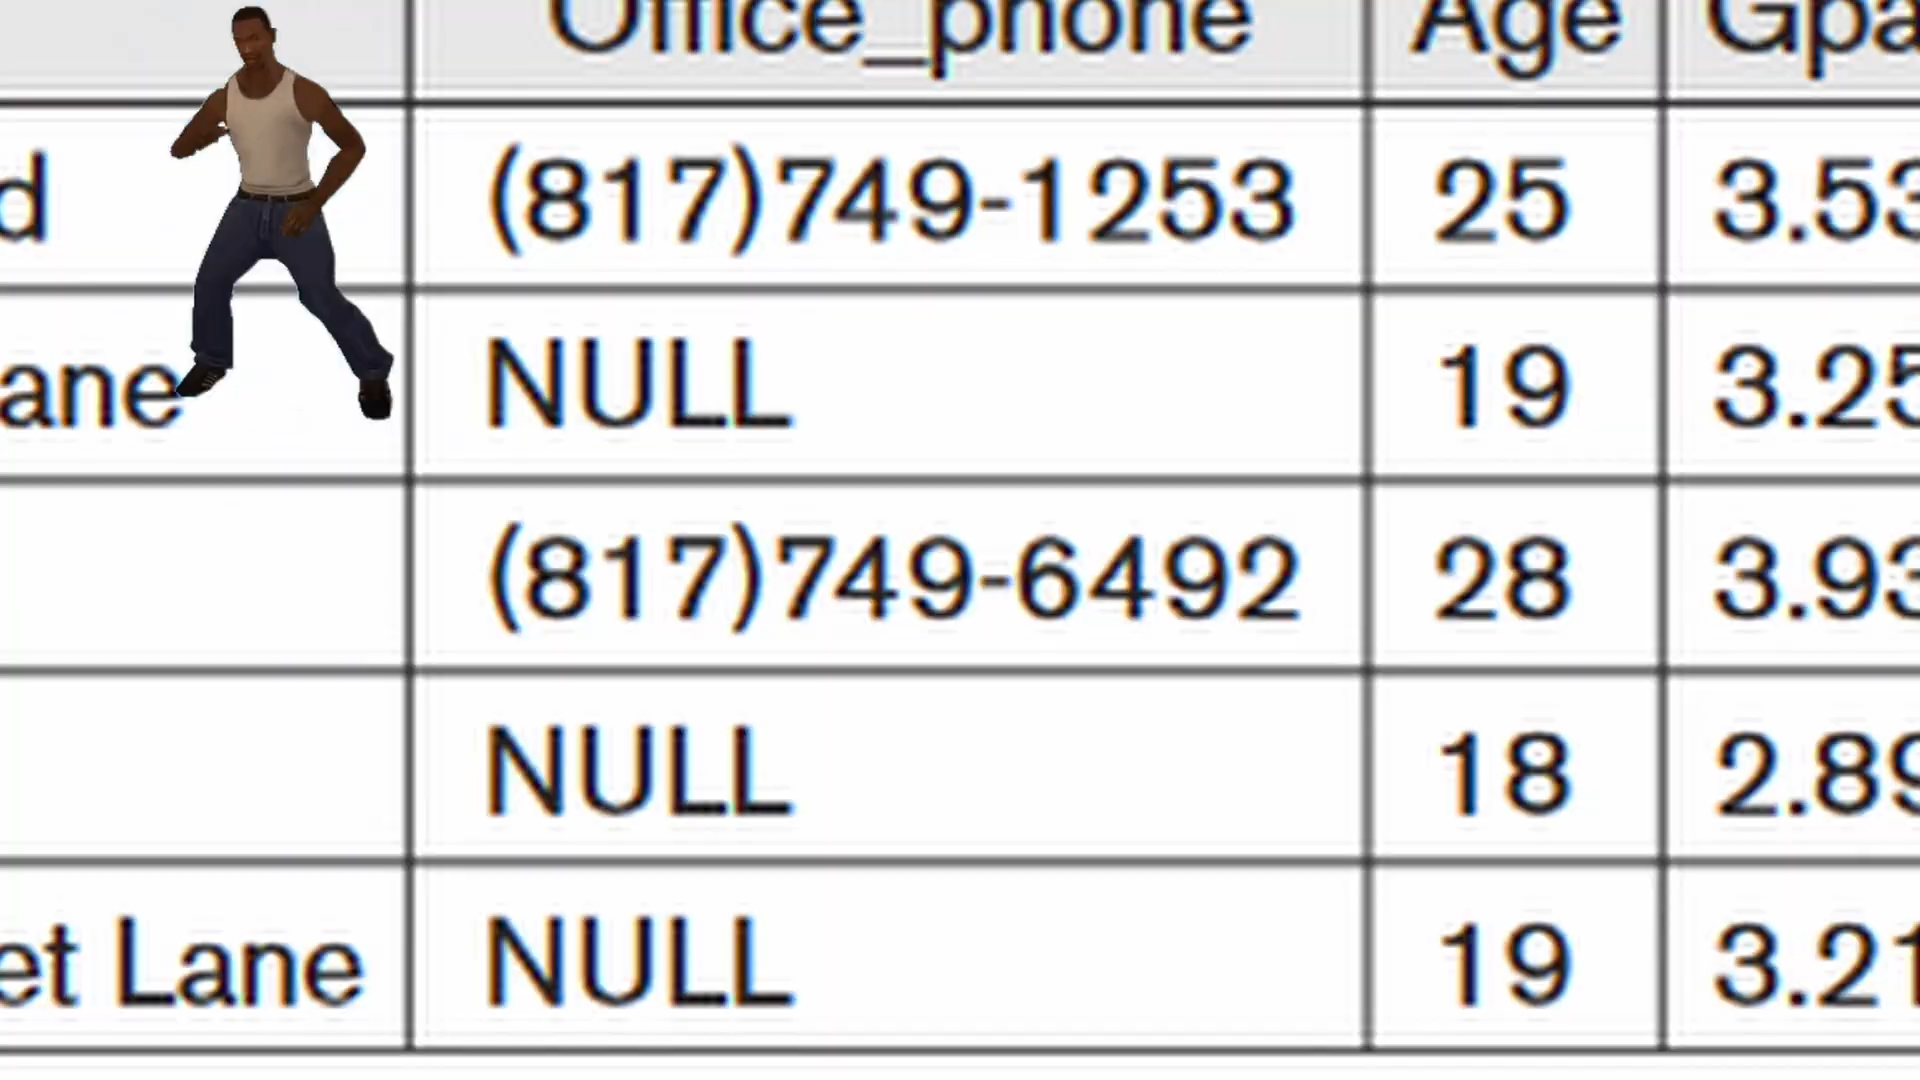 Office_phone Age Gpa
d (817)749-1253 25 3.53
ane NULL 19 3.25
(817)749-6492 28 3.93
NULL 18 2.89
et Lane NULL 19 3.21